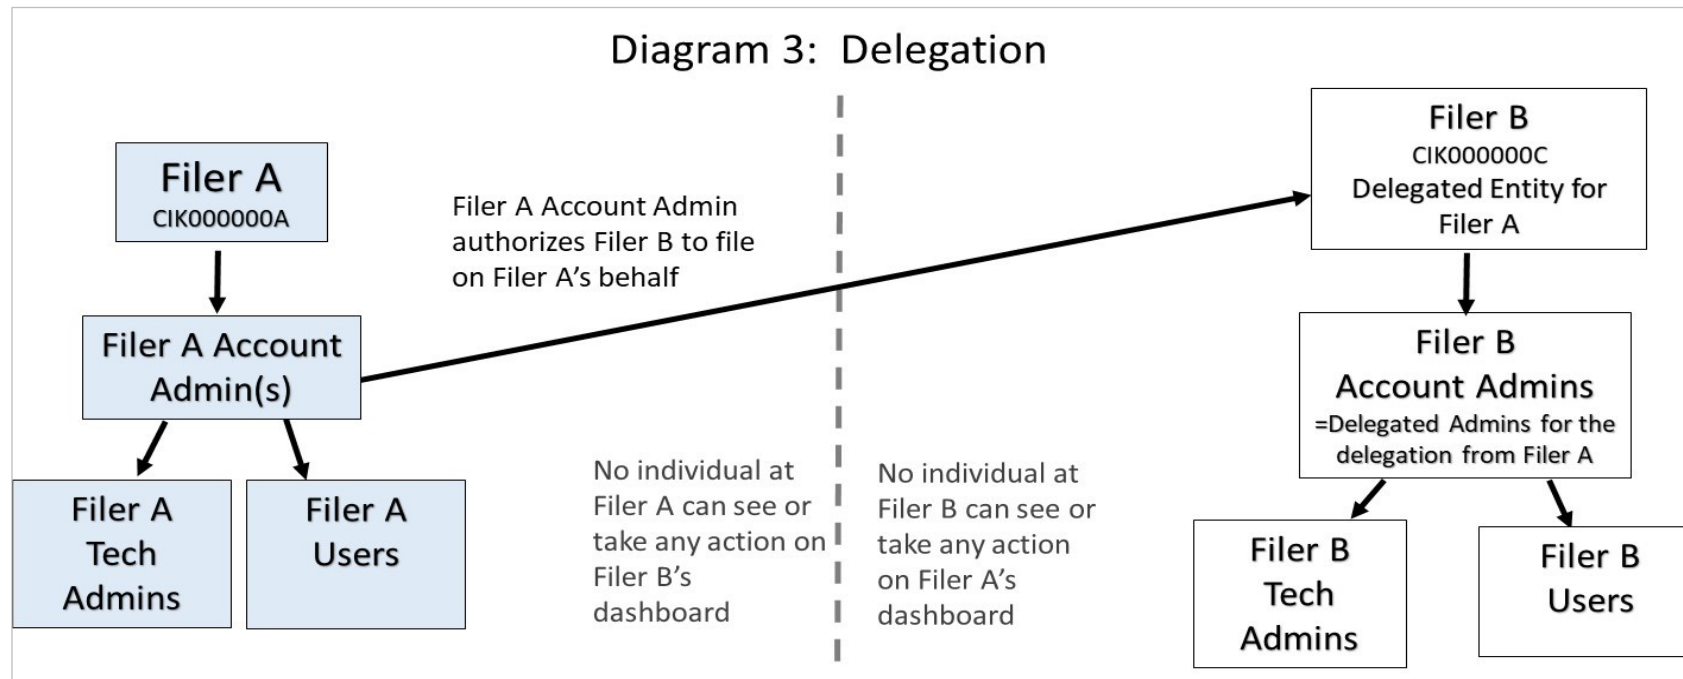 Diagram 3: Delegation
Filer A
CIK000000A
Filer A Account Admin
authorizes Filer B to file
on Filer A’s behalf
Filer B
CIK000000C
Delegated Entity for
Filer A
Filer A Account
Admin(s)
Filer B
Account Admins
=Delegated Admins for the
delegation from Filer A
Filer A
Tech
Admins
Filer A
Users
No individual at
Filer A can see or
take any action on
Filer B’s
dashboard
No individual at
Filer B can see or
take any action
on Filer A’s
dashboard
Filer B
Tech
Admins
Filer B
Users